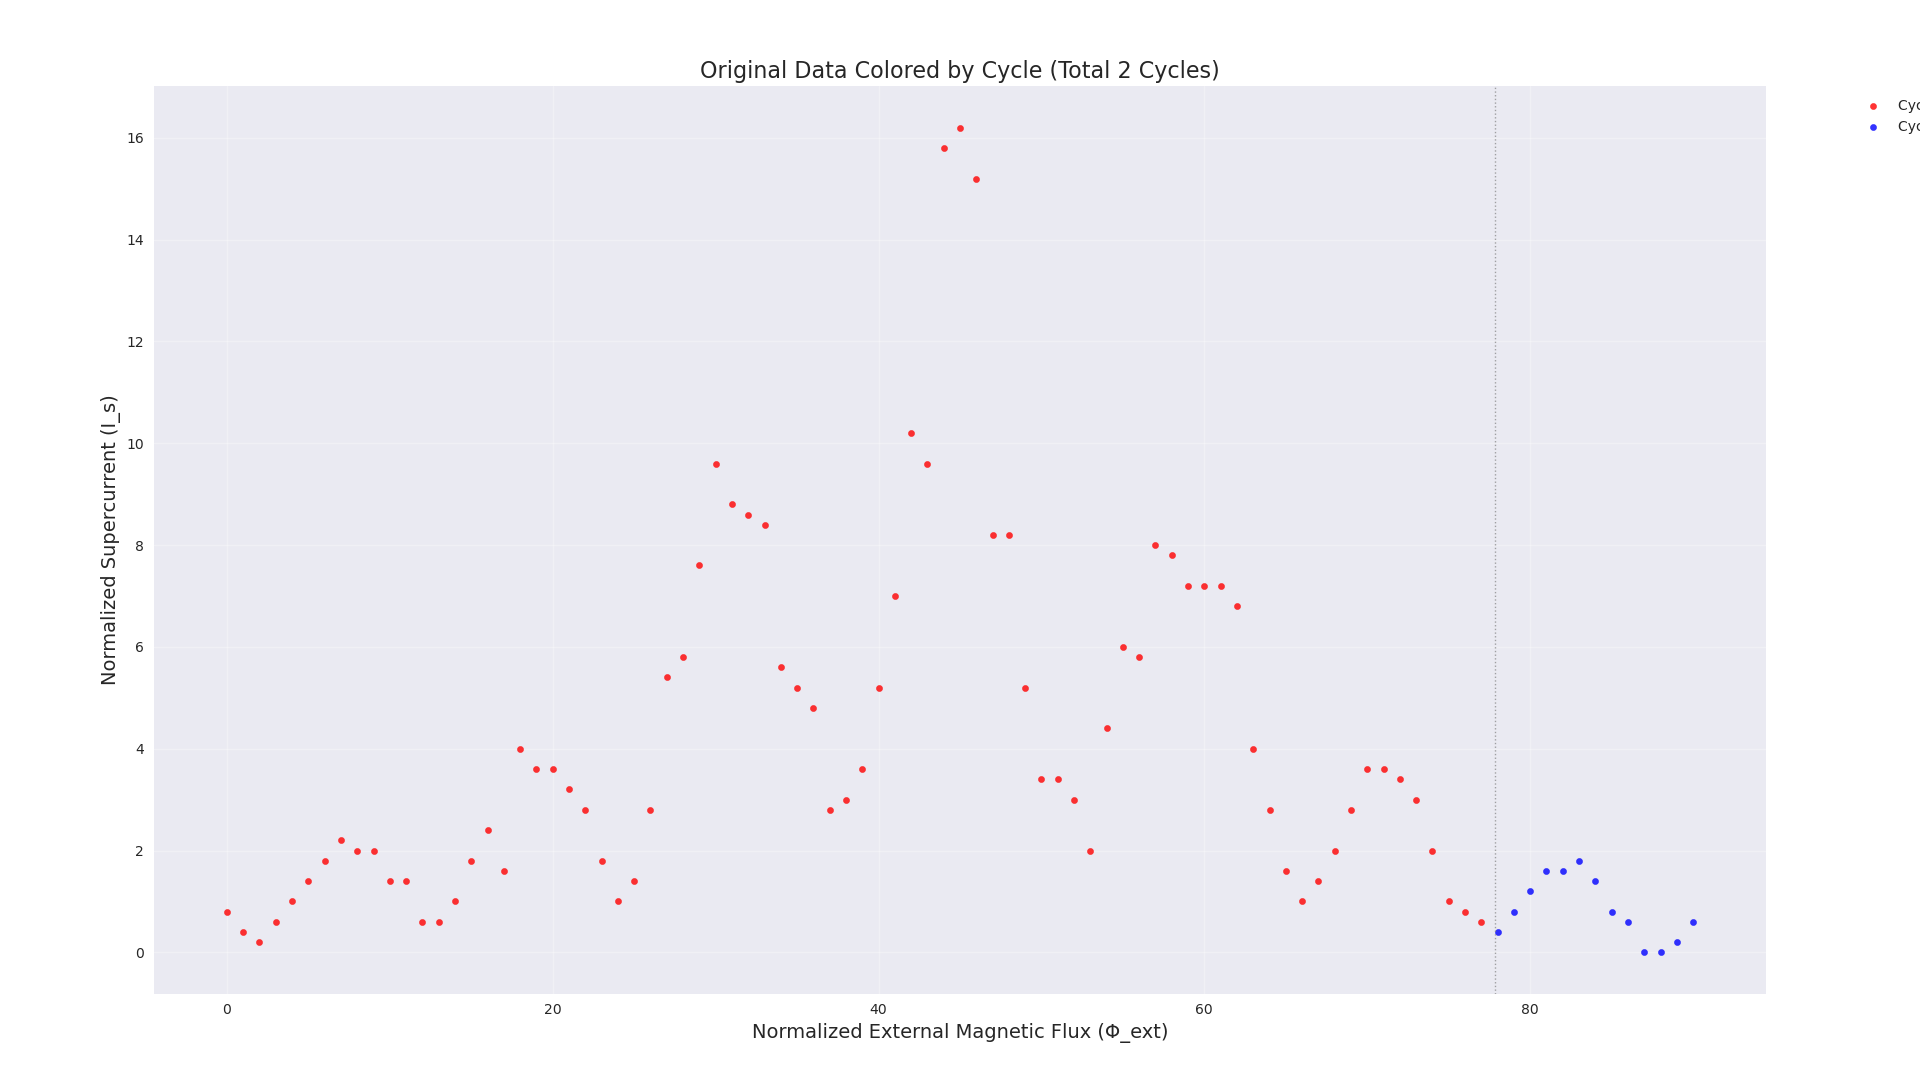 Original Data Colored by Cycle (Total 2 Cycles)
Cyc
Cyc
16
14
12
10
8
6
4
2
0
Normalized Supercurrent (I_s)
0
20
40
60
80
Normalized External Magnetic Flux (Φ_ext)